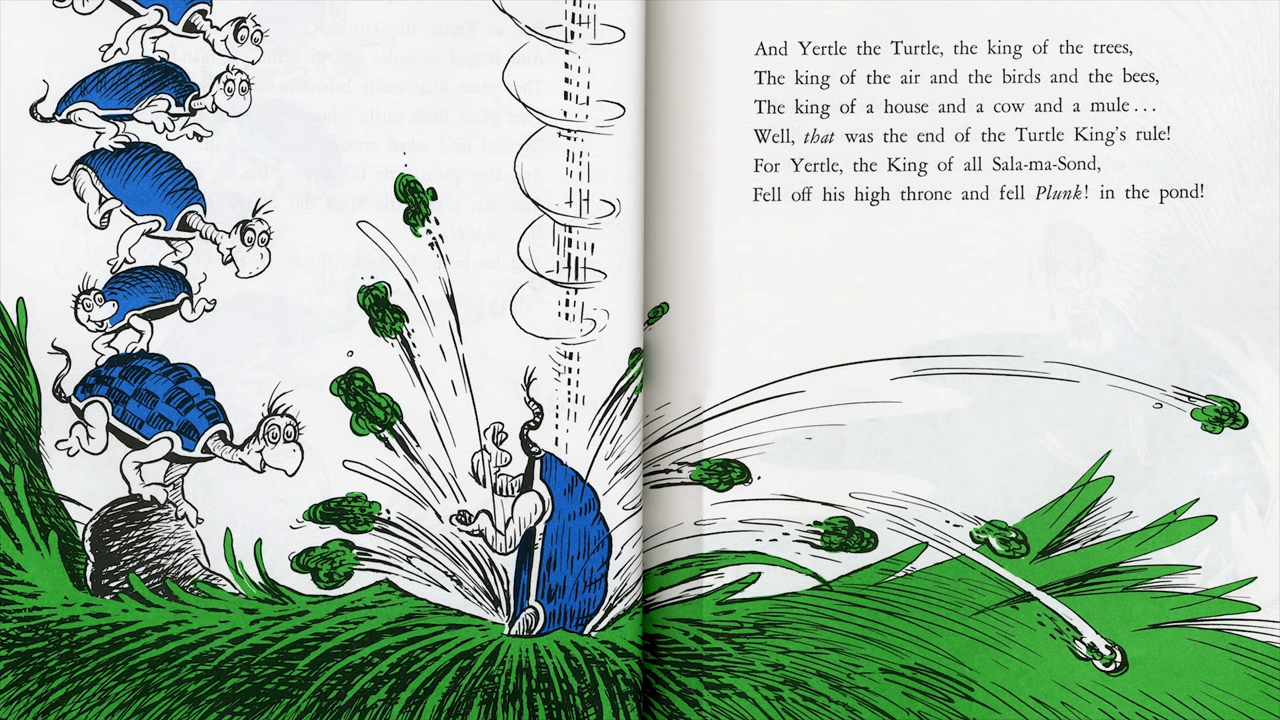 And Yertle the Turtle, the king of the trees,
The king of the air and the birds and the bees,
The king of a house and a cow and a mule...
Well, that was the end of the Turtle King's rule!
For Yertle, the King of all Sala-ma-Sond,
Fell off his high throne and fell Plunk! in the pond!